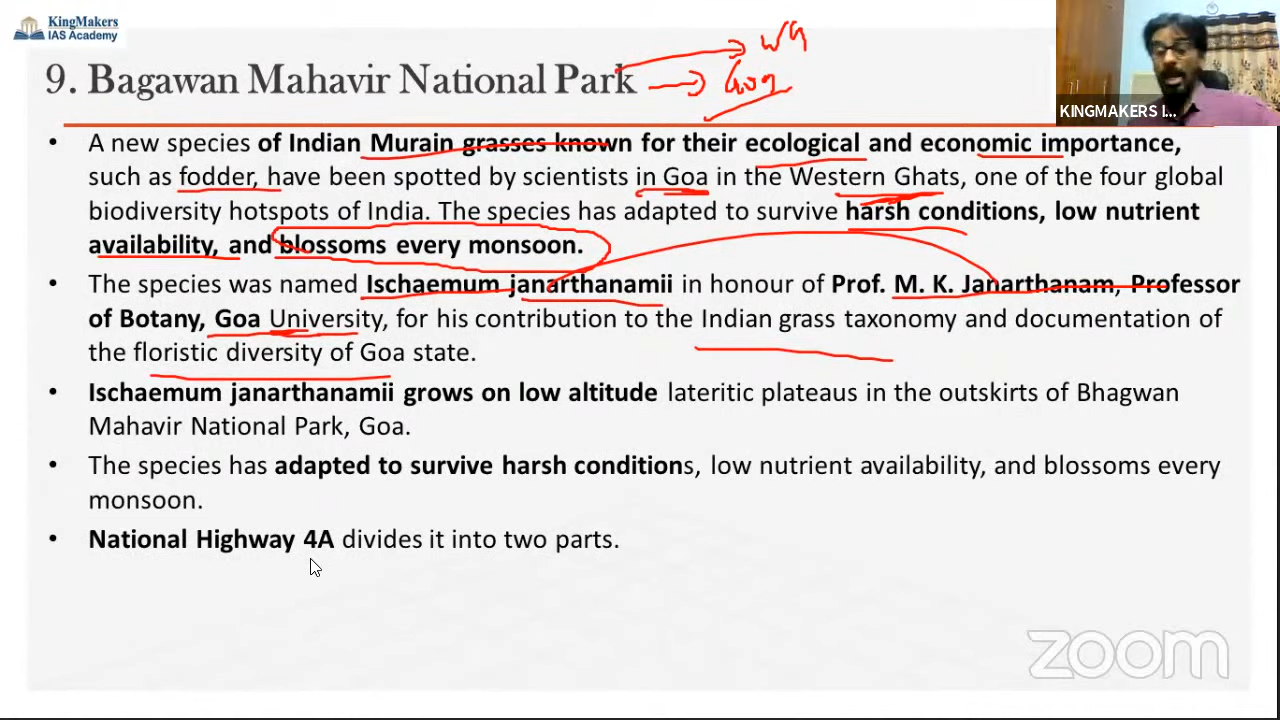 KingMakers
IAS Academy
9. Bagawan Mahavir National Park
WG
Goa
KINGMAKERS I...
• A new species of Indian Murain grasses known for their ecological and economic importance,
such as fodder, have been spotted by scientists in Goa in the Western Ghats, one of the four global
biodiversity hotspots of India. The species has adapted to survive harsh conditions, low nutrient
availability, and blossoms every monsoon.
• The species was named Ischaemum janarthanamii in honour of Prof. M. K. Janarthanam, Professor
of Botany, Goa University, for his contribution to the Indian grass taxonomy and documentation of
the floristic diversity of Goa state.
• Ischaemum janarthanamii grows on low altitude lateritic plateaus in the outskirts of Bhagwan
Mahavir National Park, Goa.
• The species has adapted to survive harsh conditions, low nutrient availability, and blossoms every
monsoon.
• National Highway 4A divides it into two parts.
zoom